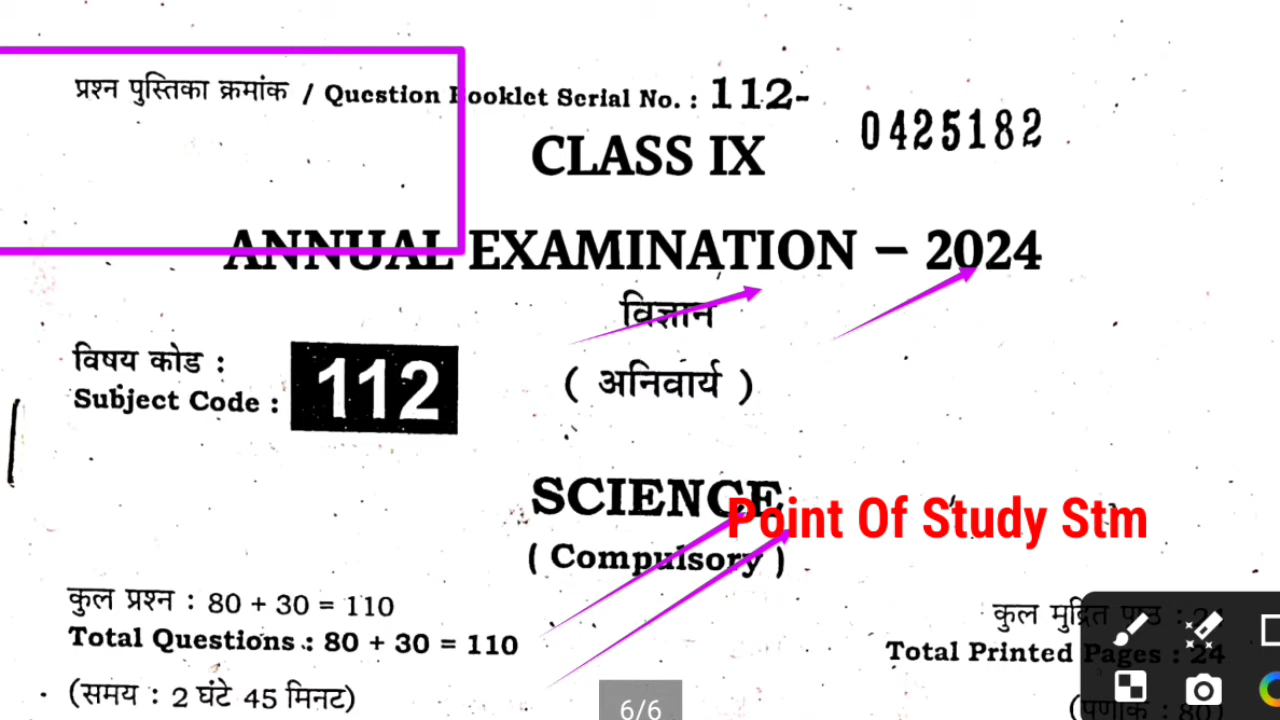 प्रश्न पुस्तिका क्रमांक / Question Booklet Serial No. : 112-
0425182
CLASS IX
ANNUAL EXAMINATION – 2024
विज्ञान
विषय कोड :
Subject Code : 112
( अनिवार्य )
SCIENCE
Point Of Study Stm
( Compulsory )
कुल प्रश्न : 80 + 30 = 110
Total Questions : 80 + 30 = 110
कुल मुद्रित पृष्ठ : 24
Total Printed Pages : 24
(समय : 2 घंटे 45 मिनट)
(पूर्णांक : 80)
6/6